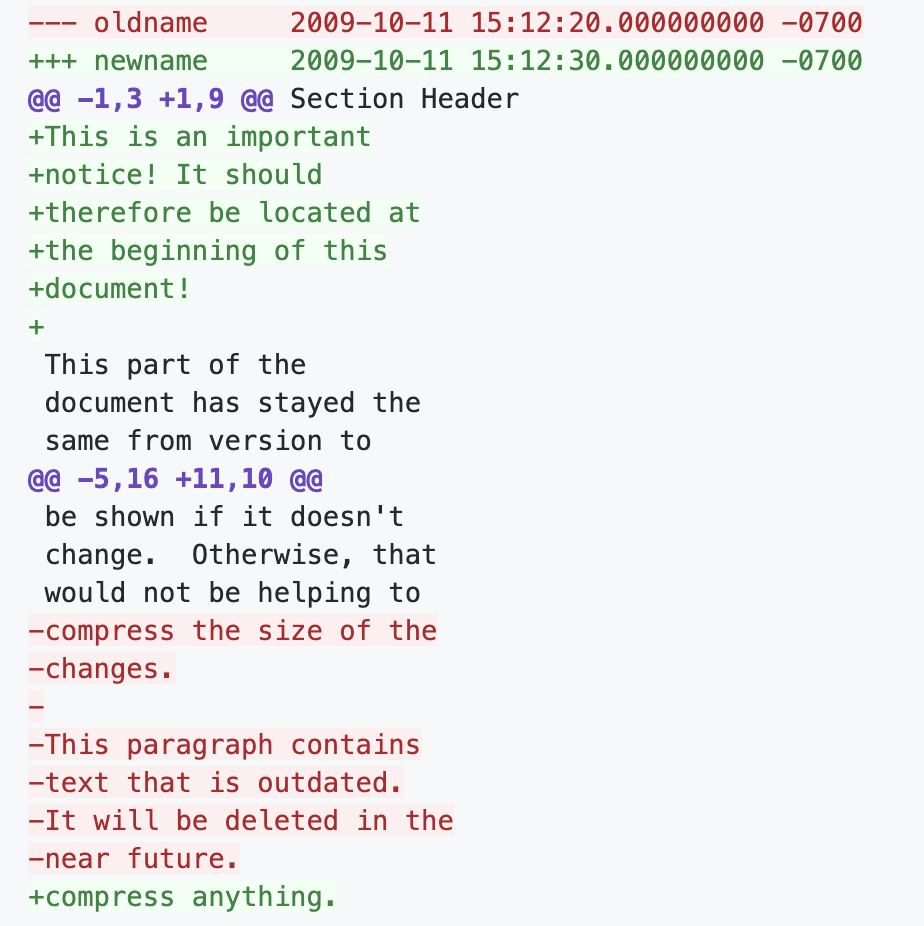 --- oldname     2009-10-11 15:12:20.000000000 -0700
+++ newname     2009-10-11 15:12:30.000000000 -0700
@@ -1,3 +1,9 @@ Section Header
+This is an important
+notice! It should
+therefore be located at
+the beginning of this
+document!
+
 This part of the
 document has stayed the
 same from version to
@@ -5,16 +11,10 @@
 be shown if it doesn't
 change.  Otherwise, that
 would not be helping to
-compress the size of the
-changes.
-
-This paragraph contains
-text that is outdated.
-It will be deleted in the
-near future.
+compress anything.